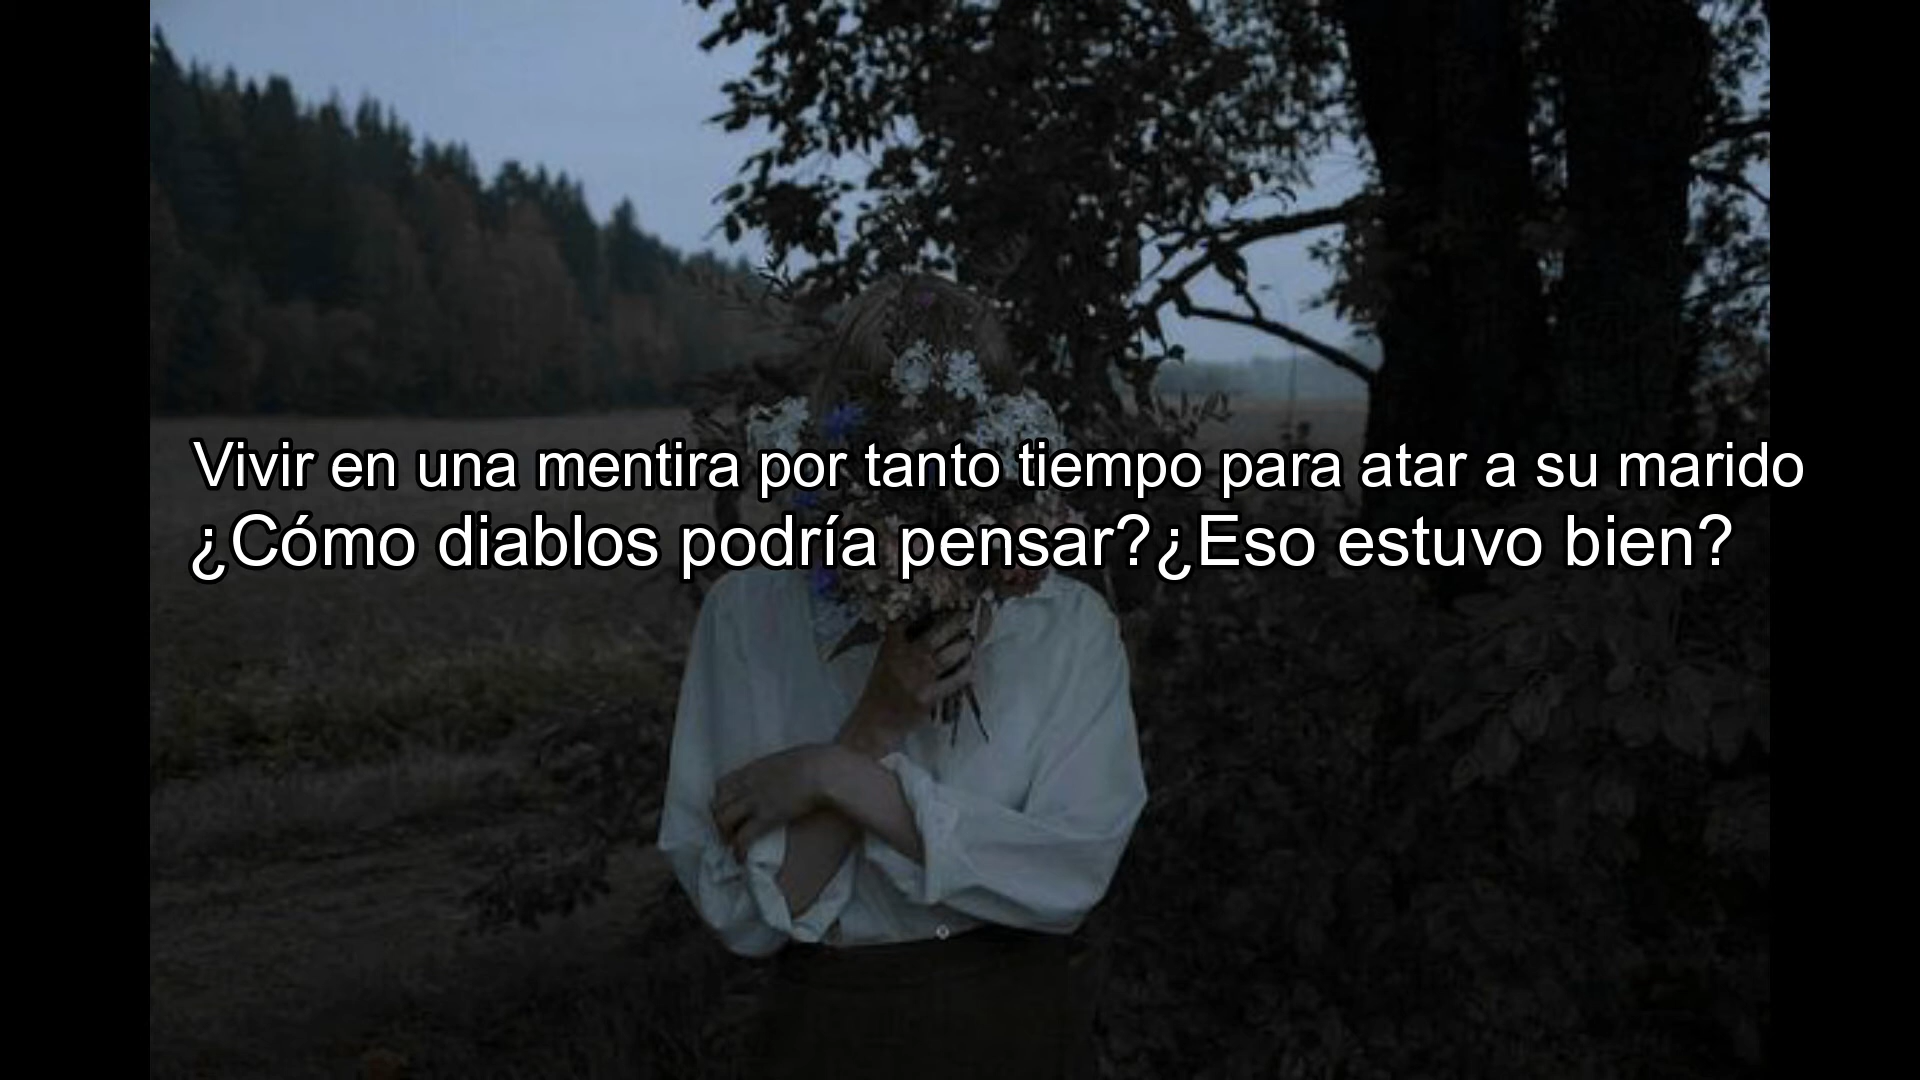 Vivir en una mentira por tanto tiempo para atar a su marido
¿Cómo diablos podría pensar?¿Eso estuvo bien?